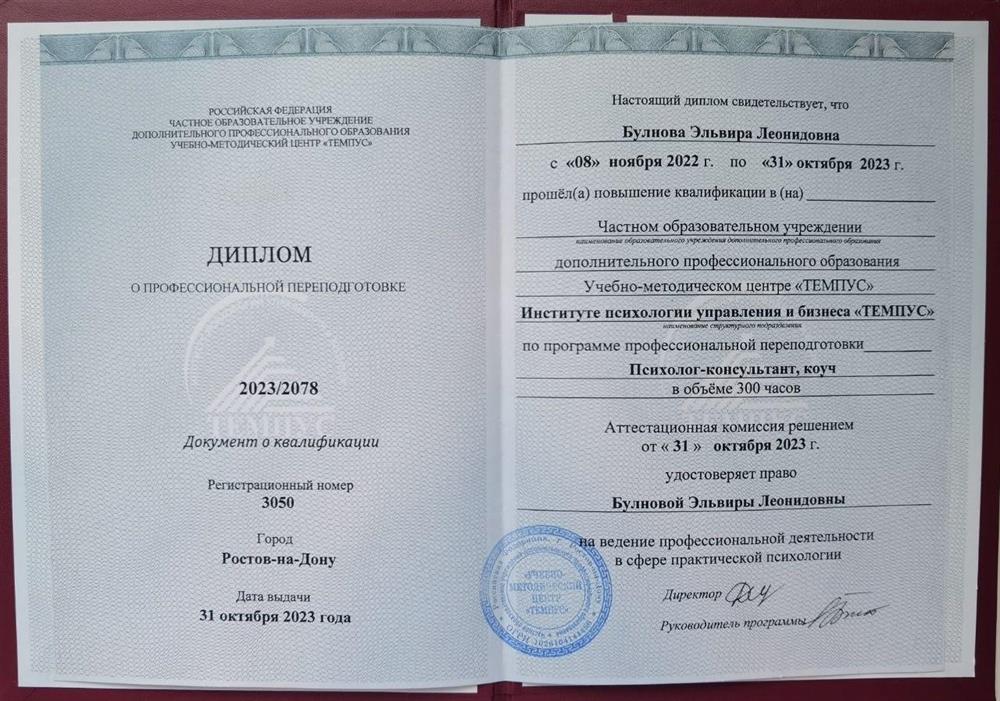 РОССИЙСКАЯ ФЕДЕРАЦИЯ
ЧАСТНОЕ ОБРАЗОВАТЕЛЬНОЕ УЧРЕЖДЕНИЕ
ДОПОЛНИТЕЛЬНОГО ПРОФЕССИОНАЛЬНОГО ОБРАЗОВАНИЯ
УЧЕБНО-МЕТОДИЧЕСКИЙ ЦЕНТР «ТЕМПУС»
ДИПЛОМ
О ПРОФЕССИОНАЛЬНОЙ ПЕРЕПОДГОТОВКЕ
2023/2078
ТЕМПУС
Документ о квалификации
Регистрационный номер
3050
Город
Ростов-на-Дону
Дата выдачи
31 октября 2023 года
Настоящий диплом свидетельствует, что
Булнова Эльвира Леонидовна
с «08» ноября 2022 г. по «31» октября 2023 г.
прошёл(а) повышение квалификации в (на)
Частном образовательном учреждении
наименование образовательного учреждения дополнительного профессионального образования
дополнительного профессионального образования
Учебно-методическом центре «ТЕМПУС»
Институте психологии управления и бизнеса «ТЕМПУС»
наименование структурного подразделения
по программе профессиональной переподготовки
Психолог-консультант, коуч
в объёме 300 часов
Аттестационная комиссия решением
от « 31 » октября 2023 г.
удостоверяет право
Булновой Эльвиры Леонидовны
на ведение профессиональной деятельности
в сфере практической психологии
Директор
Руководитель программы
«УЧЕБНО-
МЕТОДИЧЕСКИЙ
ЦЕНТР
«ТЕМПУС»